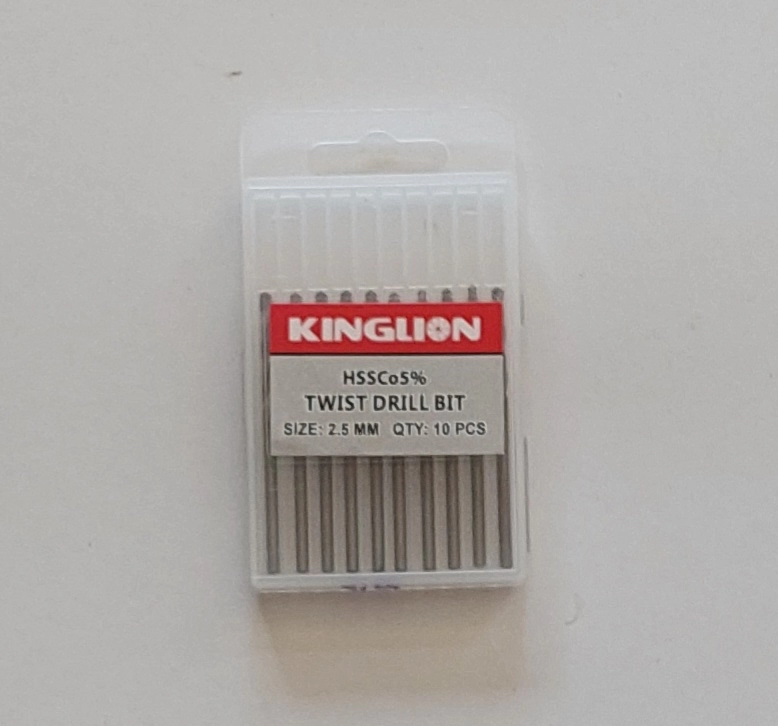 KINGLION
HSSCo5%
TWIST DRILL BIT
SIZE: 2.5 MM QTY: 10 PCS